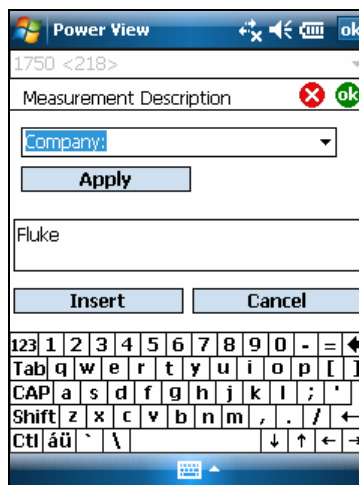 Power View ok
1750 <218>
Measurement Description ok
Company:
Apply
Fluke
Insert Cancel
123 1 2 3 4 5 6 7 8 9 0 - = ←
Tab q w e r t y u i o p [ ]
CAP a s d f g h j k l ; '
Shift z x c v b n m , . / ←
Ctl áü ` \ ↓ ↑ ← →